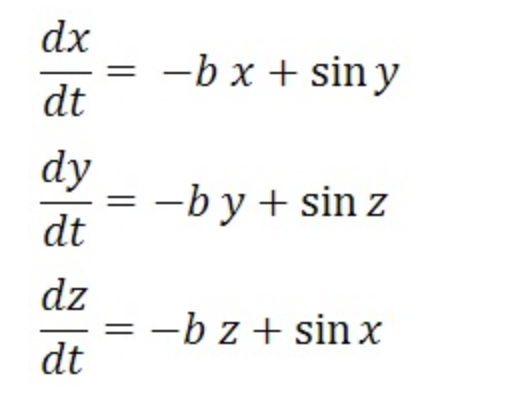 dx/dt = −b x + sin y
dy/dt = −b y + sin z
dz/dt = −b z + sin x